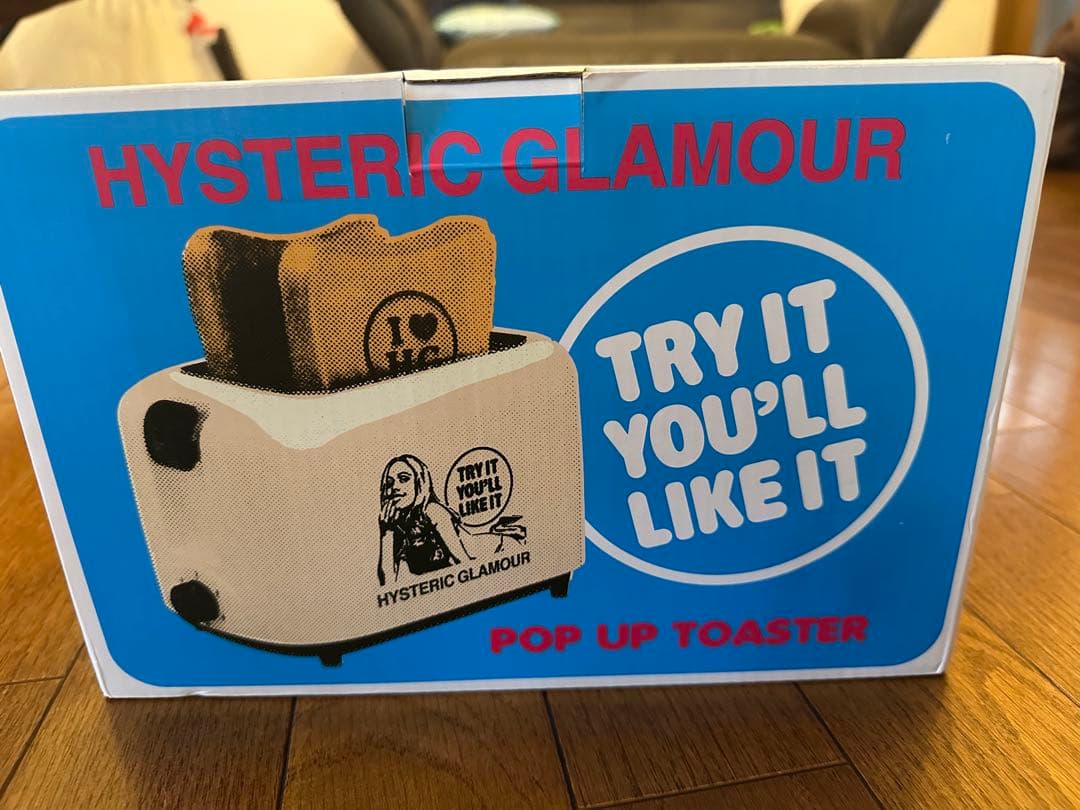 HYSTERIC GLAMOUR
I ♥
HG
TRY IT
YOU'LL
LIKE IT
TRY IT
YOU'LL
LIKE IT
HYSTERIC GLAMOUR
POP UP TOASTER